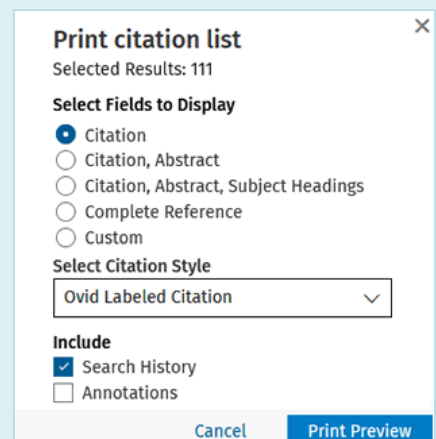 Print citation list
Selected Results: 111
Select Fields to Display
Citation
Citation, Abstract
Citation, Abstract, Subject Headings
Complete Reference
Custom
Select Citation Style
Ovid Labeled Citation
Include
Search History
Annotations
Cancel Print Preview